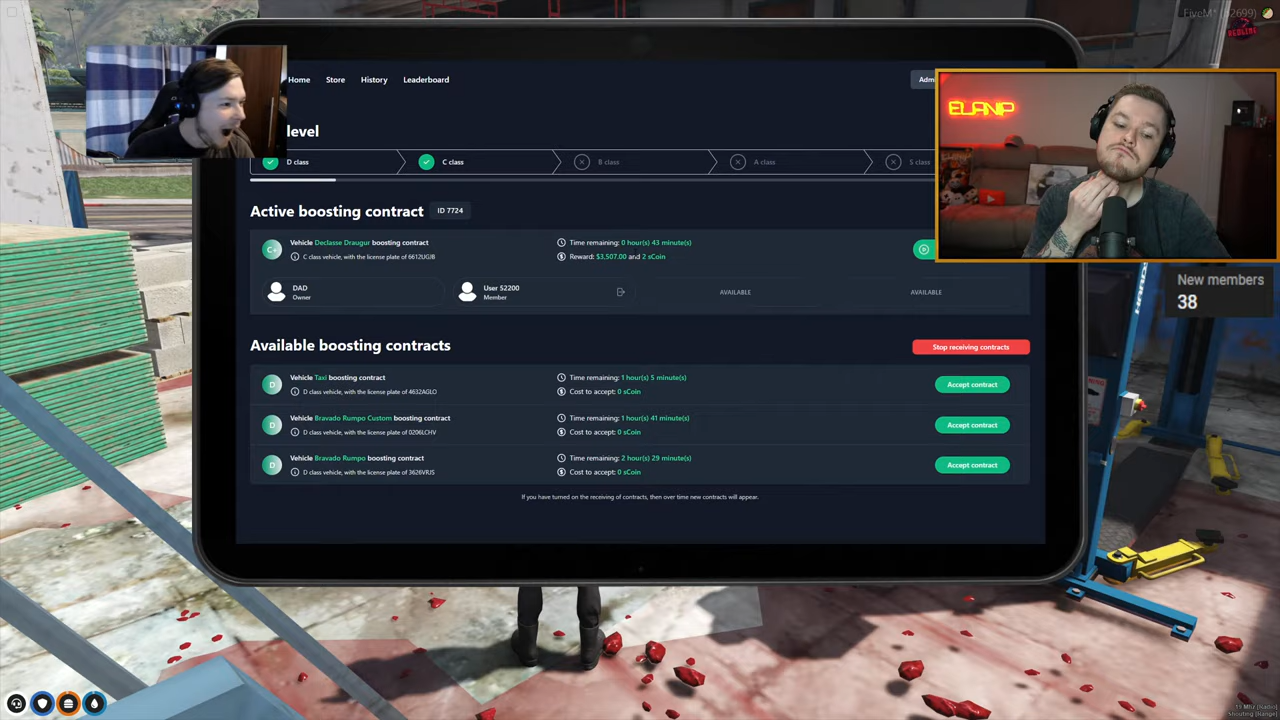 FiveM®
REDLINE
Home Store History Leaderboard
level
D class C class B class A class S class
ELANIP
Active boosting contract ID 7724
C+
Vehicle Declasse Draugur boosting contract
C class vehicle, with the license plate of 6612UGJB
Time remaining: 0 hour(s) 43 minute(s)
Reward: $3,507.00 and 2 sCoin
DAD
Owner
User 52200
Member
AVAILABLE AVAILABLE
New members
38
Available boosting contracts
Stop receiving contracts
D
Vehicle Taxi boosting contract
D class vehicle, with the license plate of 4632AGLO
Time remaining: 1 hour(s) 5 minute(s)
Cost to accept: 0 sCoin
Accept contract
D
Vehicle Bravado Rumpo Custom boosting contract
D class vehicle, with the license plate of 0206LCHV
Time remaining: 1 hour(s) 41 minute(s)
Cost to accept: 0 sCoin
Accept contract
D
Vehicle Bravado Rumpo boosting contract
D class vehicle, with the license plate of 3626VRJS
Time remaining: 2 hour(s) 29 minute(s)
Cost to accept: 0 sCoin
Accept contract
If you have turned on the receiving of contracts, then over time new contracts will appear.